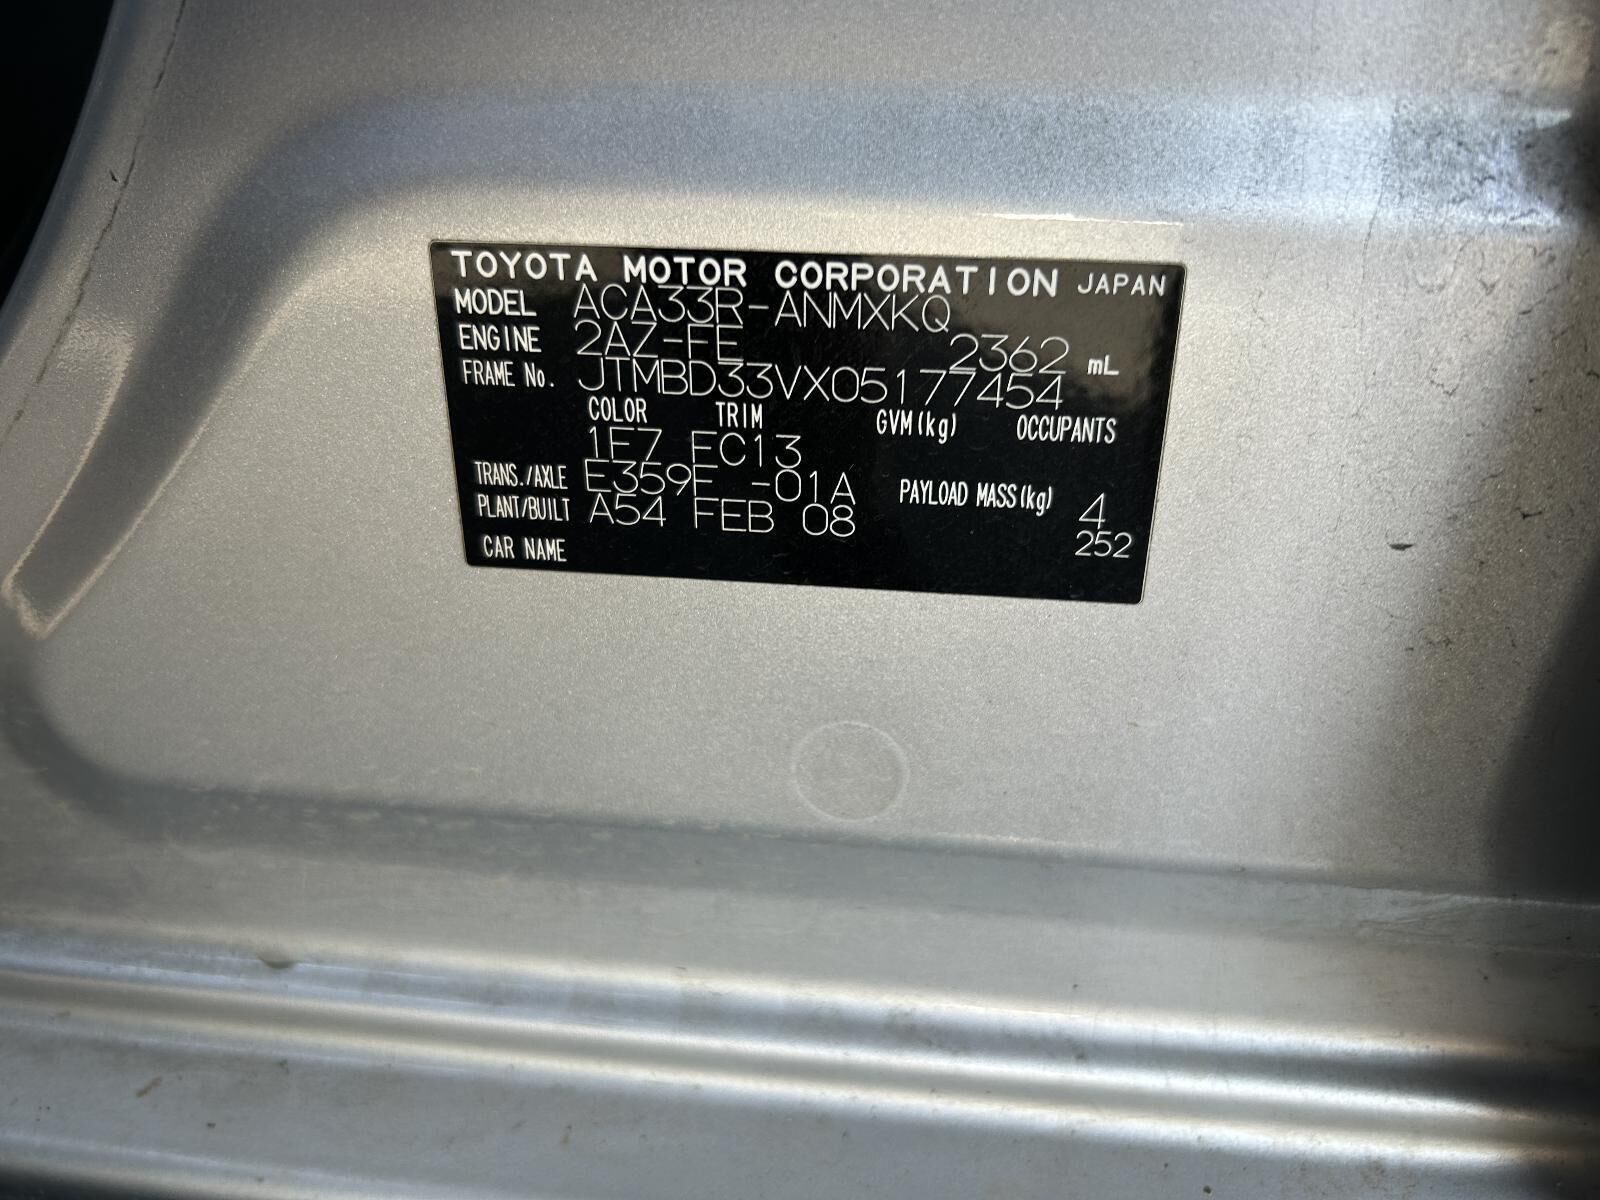 TOYOTA MOTOR CORPORATION JAPAN
MODEL ACA33R-ANMXKQ
ENGINE 2AZ-FE 2362 mL
FRAME No. JTMBD33VX05177454
COLOR TRIM GVM(kg) OCCUPANTS
1F7 FC13
TRANS./AXLE E359F -01A PAYLOAD MASS(kg) 4
PLANT/BUILT A54 FEB 08 252
CAR NAME